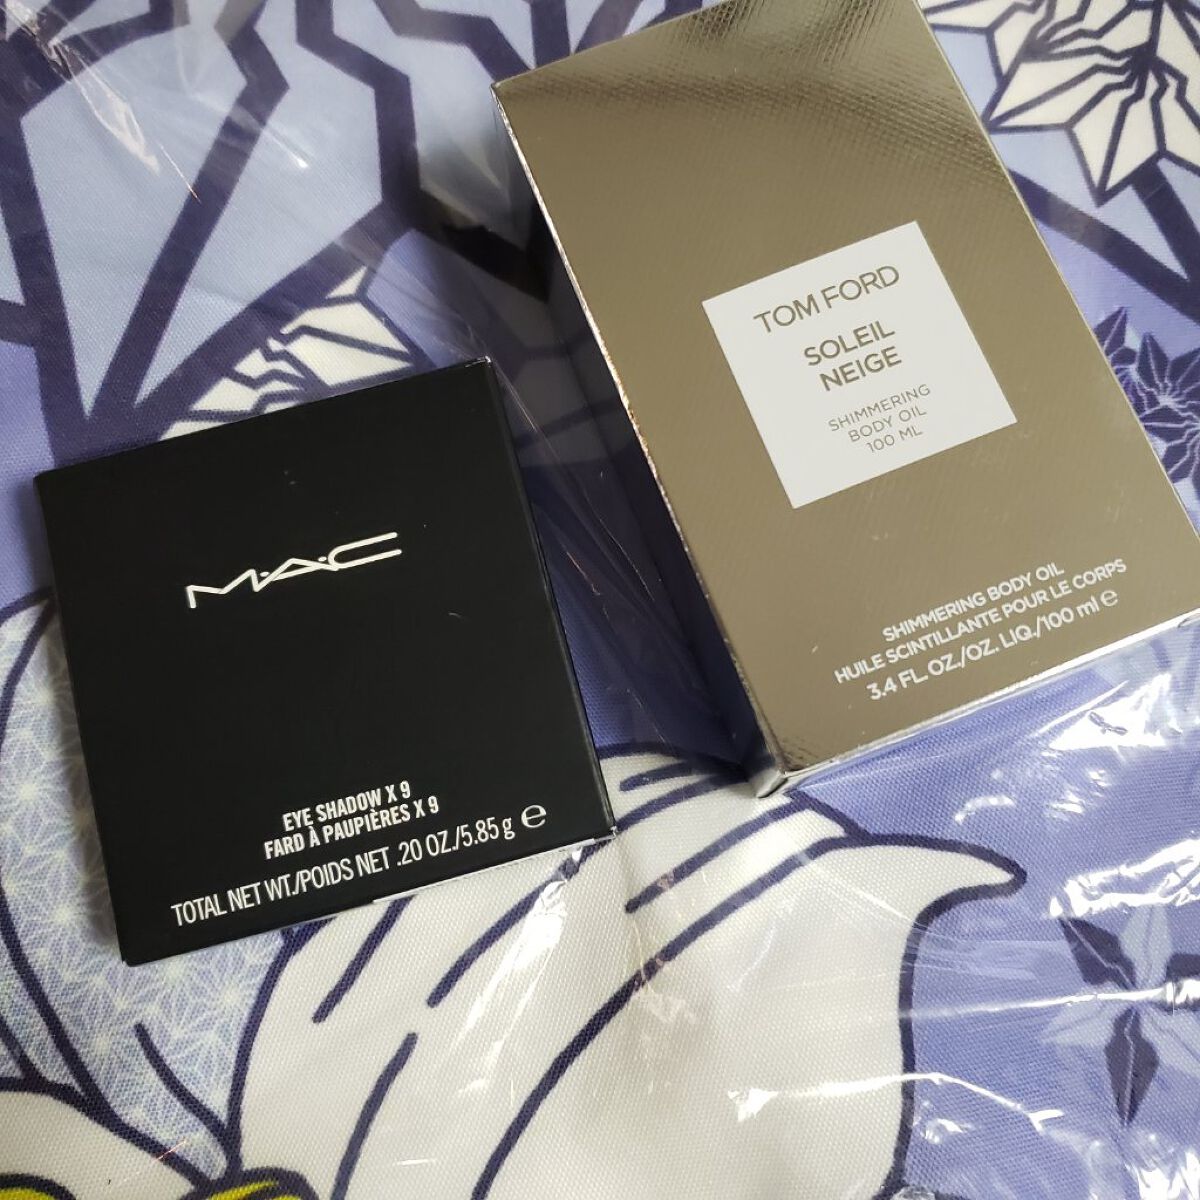 TOM FORD
SOLEIL
NEIGE
SHIMMERING
BODY OIL
100 ML
SHIMMERING BODY OIL
HUILE SCINTILLANTE POUR LE CORPS
3.4 FL. OZ./OZ. LIQ./100 ml ℮
M·A·C
EYE SHADOW X 9
FARD À PAUPIÈRES X 9
TOTAL NET WT./POIDS NET .20 OZ./5.85 g ℮